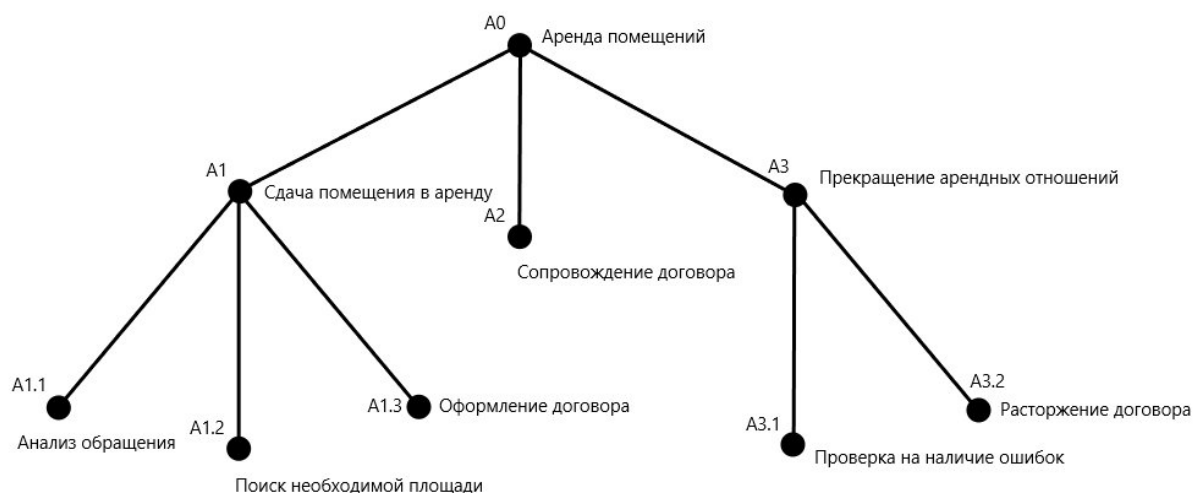 A0
Аренда помещений
A1
Сдача помещения в аренду
A2
Сопровождение договора
A3
Прекращение арендных отношений
A1.1
Анализ обращения
A1.2
Поиск необходимой площади
A1.3
Оформление договора
A3.1
Проверка на наличие ошибок
A3.2
Расторжение договора